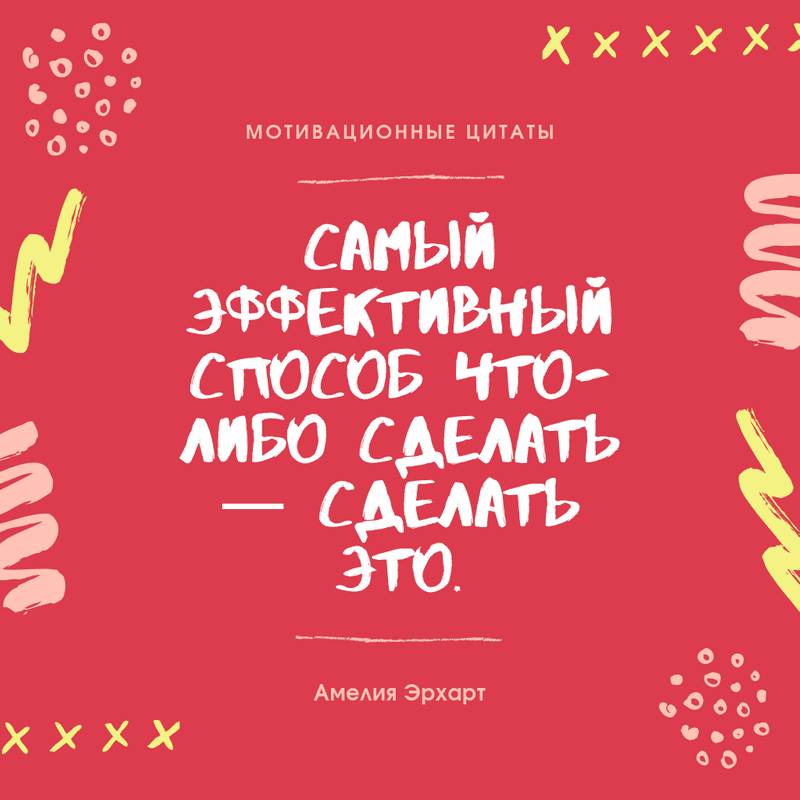 МОТИВАЦИОННЫЕ ЦИТАТЫ
САМЫЙ
ЭФФЕКТИВНЫЙ
СПОСОБ ЧТО-
ЛИБО СДЕЛАТЬ
— СДЕЛАТЬ
ЭТО.
Амелия Эрхарт